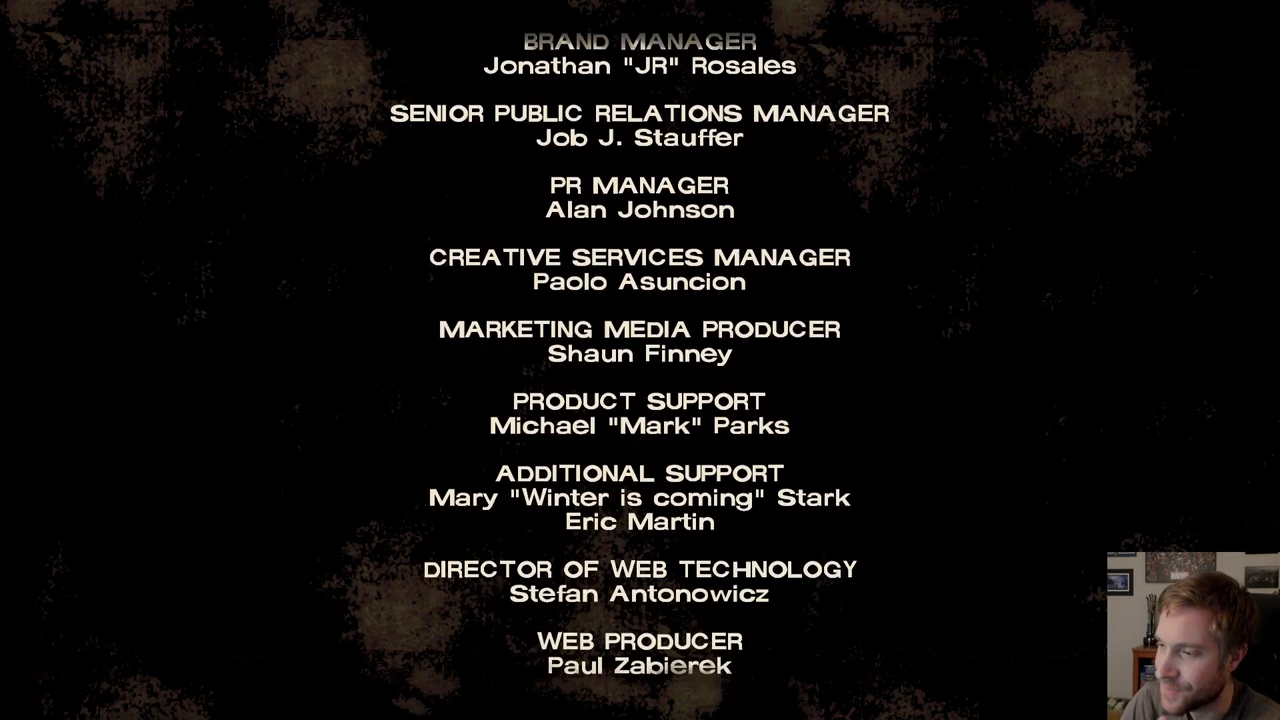 BRAND MANAGER
Jonathan "JR" Rosales
SENIOR PUBLIC RELATIONS MANAGER
Job J. Stauffer
PR MANAGER
Alan Johnson
CREATIVE SERVICES MANAGER
Paolo Asuncion
MARKETING MEDIA PRODUCER
Shaun Finney
PRODUCT SUPPORT
Michael "Mark" Parks
ADDITIONAL SUPPORT
Mary "Winter is coming" Stark
Eric Martin
DIRECTOR OF WEB TECHNOLOGY
Stefan Antonowicz
WEB PRODUCER
Paul Zabierek